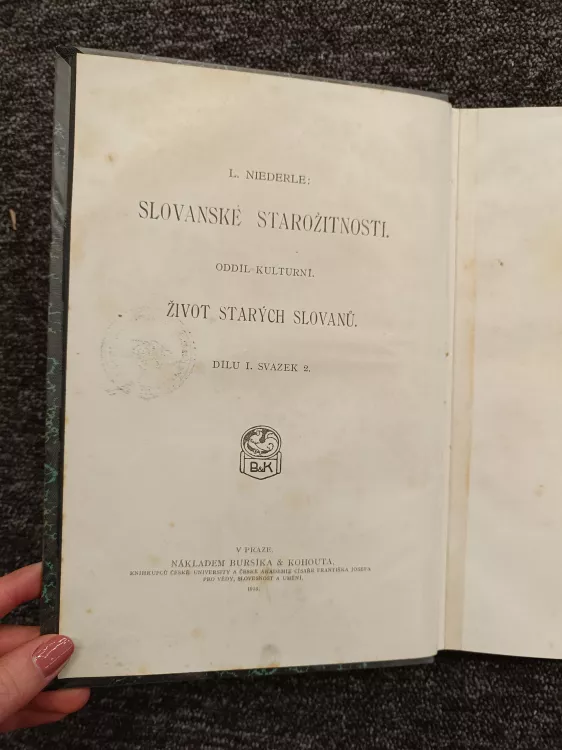 L. NIEDERLE:
SLOVANSKÉ STAROŽITNOSTI.
ODDÍL KULTURNÍ.
ŽIVOT STARÝCH SLOVANŮ.
DÍLU I. SVAZEK 2.
B&K
V PRAZE.
NÁKLADEM BURSÍKA & KOHOUTA,
KNIHKUPCŮ ČESKÉ UNIVERSITY A ČESKÉ AKADEMIE CÍSAŘE FRANTIŠKA JOSEFA
PRO VĚDY, SLOVESNOST A UMĚNÍ.